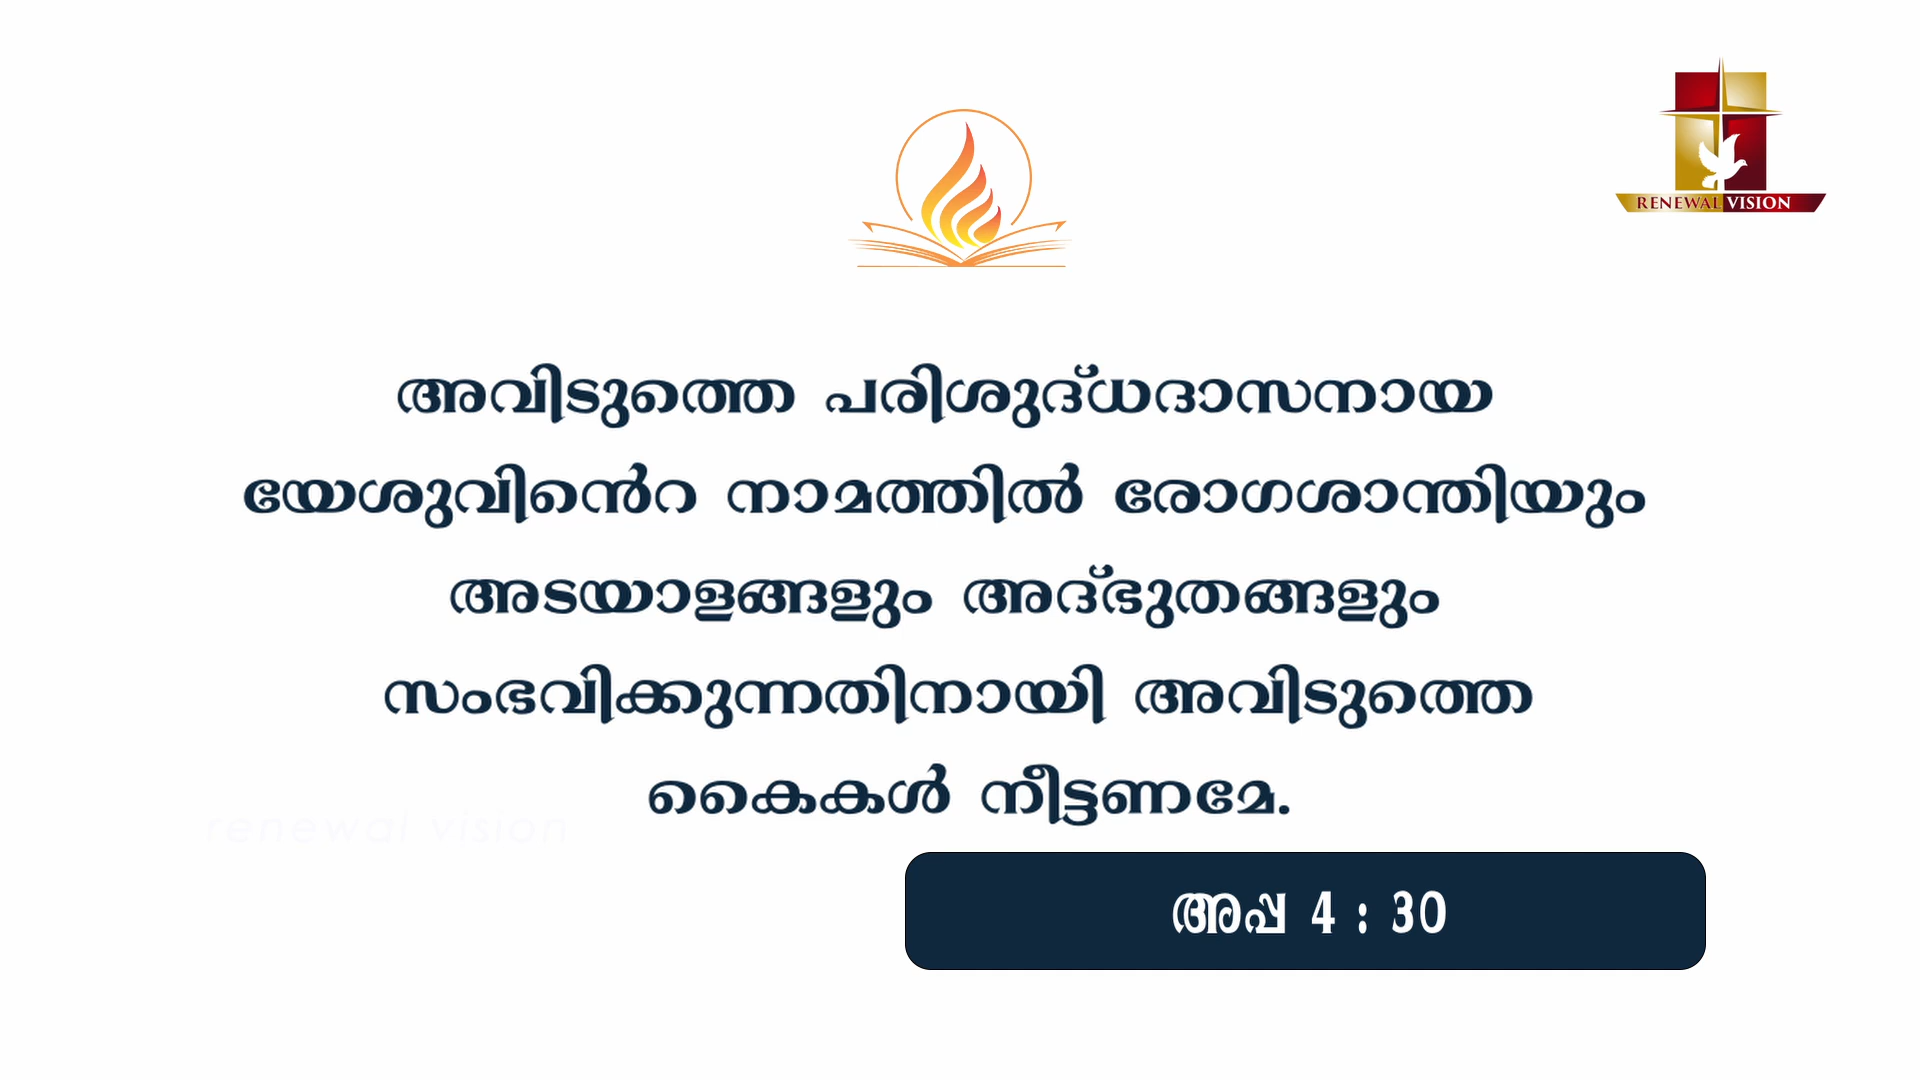 RENEWAL VISION
അവിടുത്തെ പരിശുദ്ധദാസനായ
യേശുവിൻെറ നാമത്തിൽ രോഗശാന്തിയും
അടയാളങ്ങളും അദ്ഭുതങ്ങളും
സംഭവിക്കുന്നതിനായി അവിടുത്തെ
കൈകൾ നീട്ടണമേ.
renewal vision
അപ്പ 4 : 30